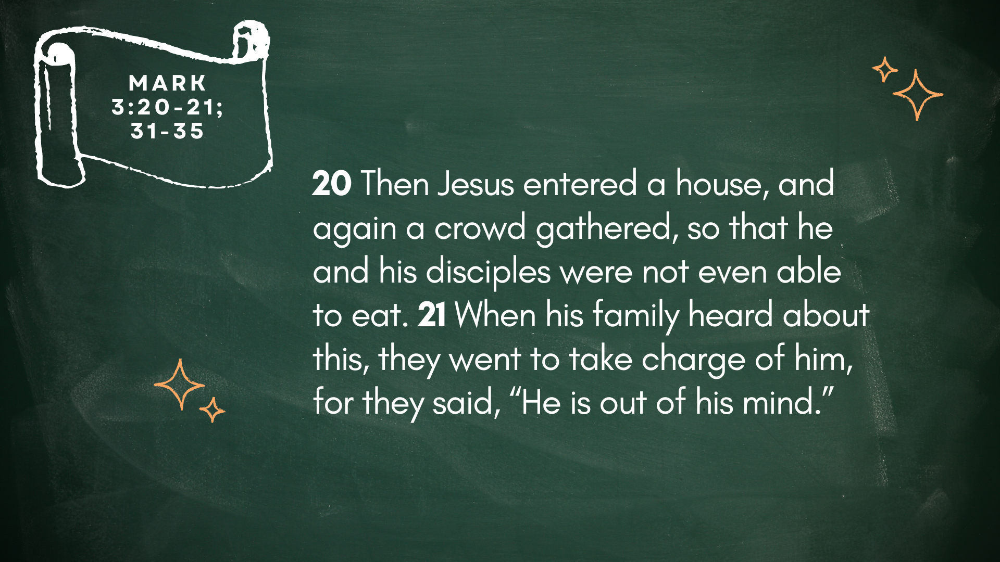 MARK
3:20-21;
31-35
20 Then Jesus entered a house, and
again a crowd gathered, so that he
and his disciples were not even able
to eat. 21 When his family heard about
this, they went to take charge of him,
for they said, “He is out of his mind.”